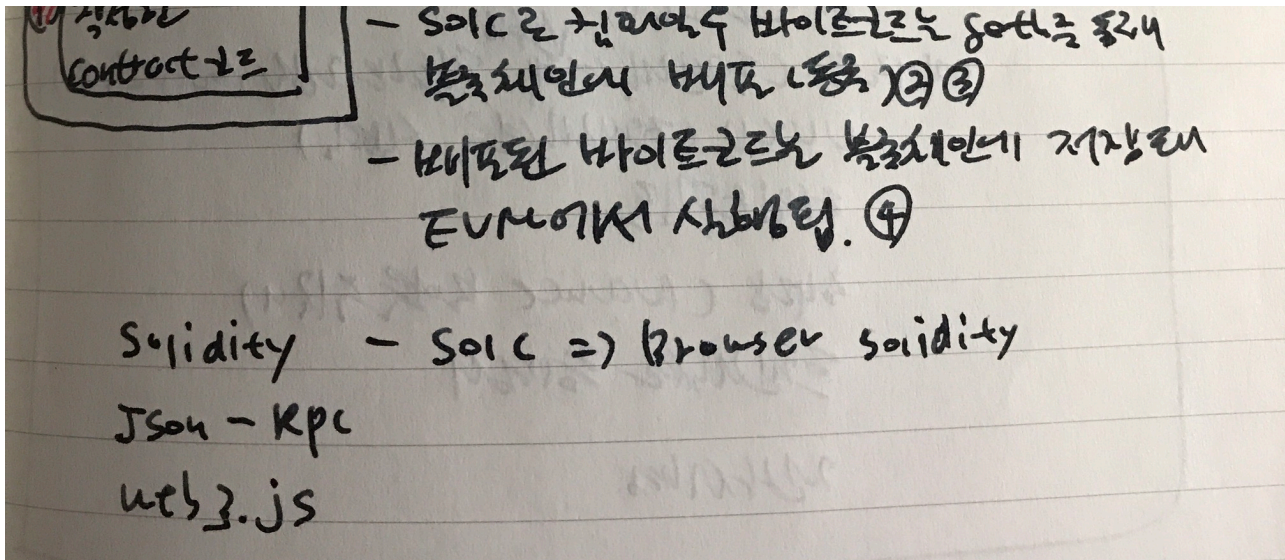 작성한
contract 코드
- Solc로 컴파일후 바이트코드는 geth를 통해
블록체인에 배포 (등록) ② ③
- 배포된 바이트코드는 블록체인에 저장돼
EVM에서 실행됨. ④
Solidity - Solc => Browser solidity
Json - Rpc
web3.js